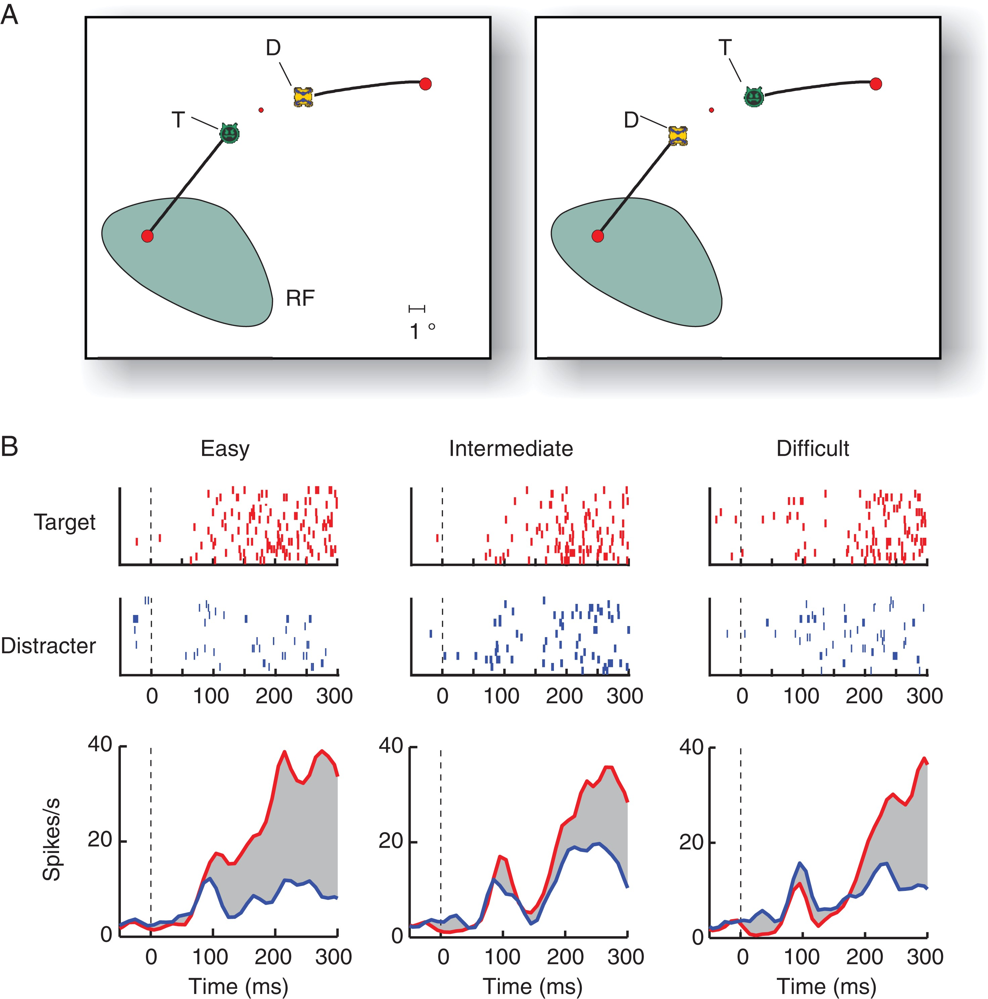 A
D
T
T
D
RF
1 °
B
Easy Intermediate Difficult
Target
Distracter
0 100 200 300 0 100 200 300 0 100 200 300
40 40 40
20 20 20
0 0 0
Spikes/s
0 100 200 300 0 100 200 300 0 100 200 300
Time (ms) Time (ms) Time (ms)